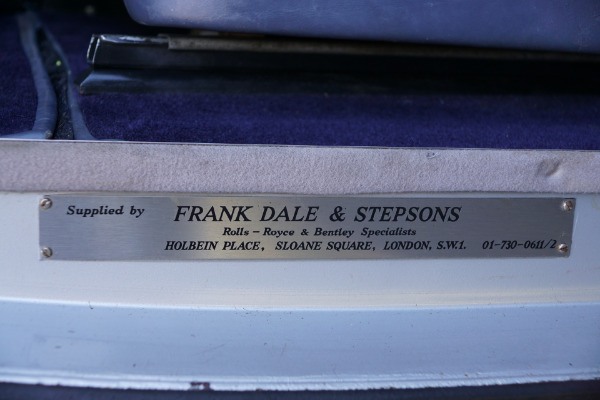 Supplied by FRANK DALE & STEPSONS
Rolls - Royce & Bentley Specialists
HOLBEIN PLACE, SLOANE SQUARE, LONDON, S.W.1. 01-730-0611/2